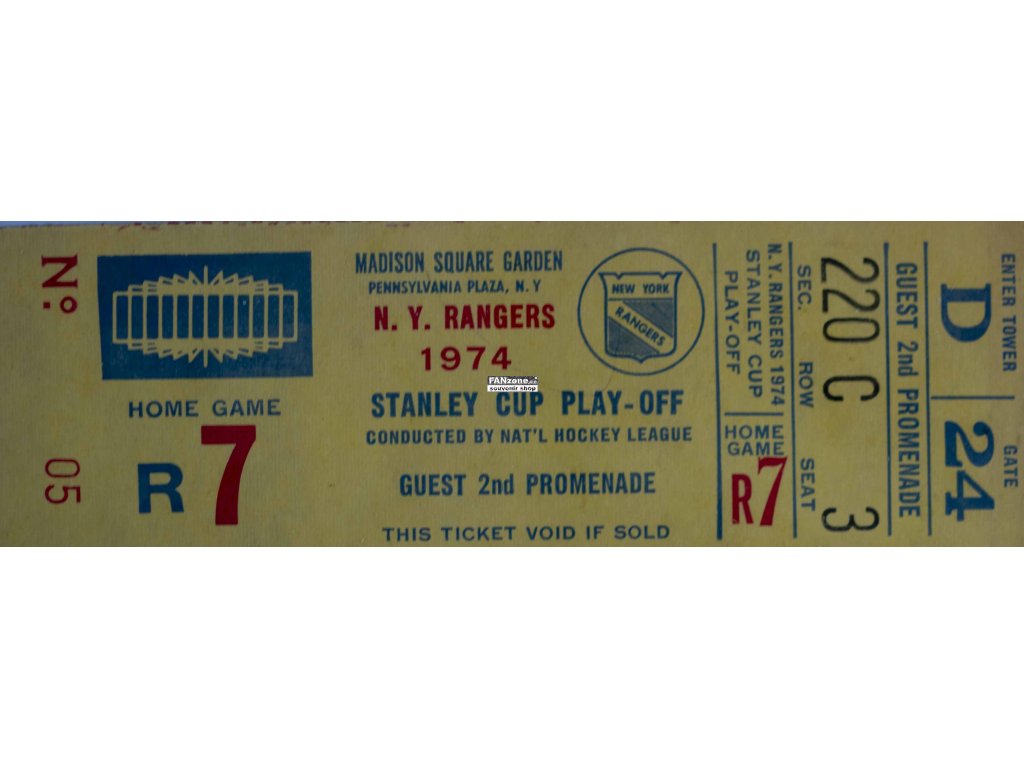 Nº
05
HOME GAME
R 7
MADISON SQUARE GARDEN
PENNSYLVANIA PLAZA, N. Y
N. Y. RANGERS
1974
STANLEY CUP PLAY-OFF
CONDUCTED BY NAT'L HOCKEY LEAGUE
GUEST 2nd PROMENADE
THIS TICKET VOID IF SOLD
NEW YORK
RANGERS
FANzone.cz
souvenir shop
N. Y. RANGERS 1974
STANLEY CUP
PLAY-OFF
HOME
GAME
R7
SEC. ROW SEAT
220 C 3
GUEST 2nd PROMENADE
ENTER TOWER GATE
D 24